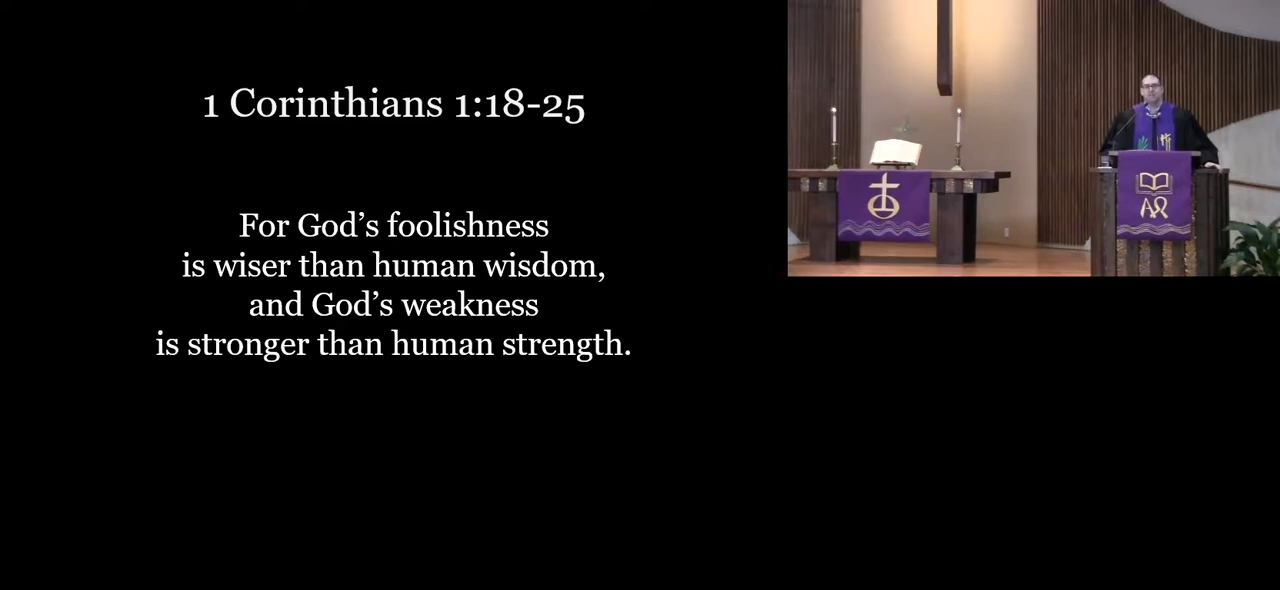 1 Corinthians 1:18-25
For God’s foolishness
is wiser than human wisdom,
and God’s weakness
is stronger than human strength.
ΑΩ